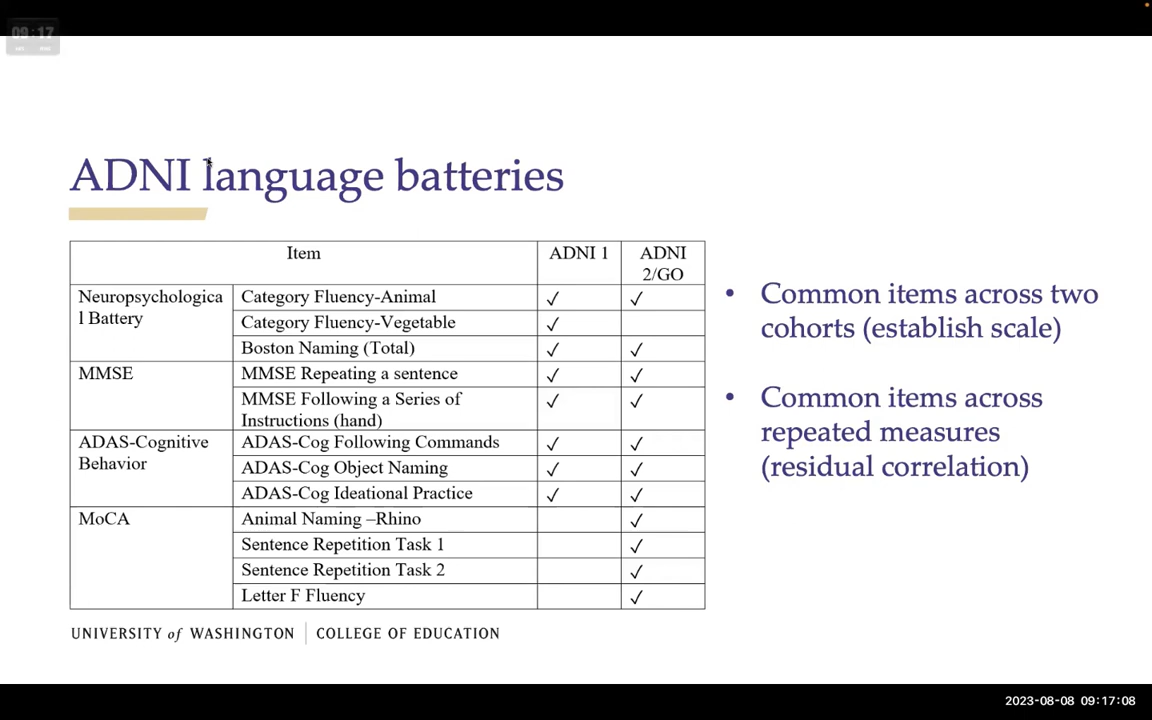 09:17
ADNI language batteries
Item ADNI 1 ADNI
2/GO
Neuropsychologica Category Fluency-Animal ✓ ✓
l Battery Category Fluency-Vegetable ✓
Boston Naming (Total) ✓ ✓
MMSE MMSE Repeating a sentence ✓ ✓
MMSE Following a Series of ✓ ✓
Instructions (hand)
ADAS-Cognitive ADAS-Cog Following Commands ✓ ✓
Behavior ADAS-Cog Object Naming ✓ ✓
ADAS-Cog Ideational Practice ✓ ✓
MoCA Animal Naming –Rhino ✓
Sentence Repetition Task 1 ✓
Sentence Repetition Task 2 ✓
Letter F Fluency ✓
• Common items across two
cohorts (establish scale)
• Common items across
repeated measures
(residual correlation)
UNIVERSITY of WASHINGTON | COLLEGE OF EDUCATION
2023-08-08 09:17:08